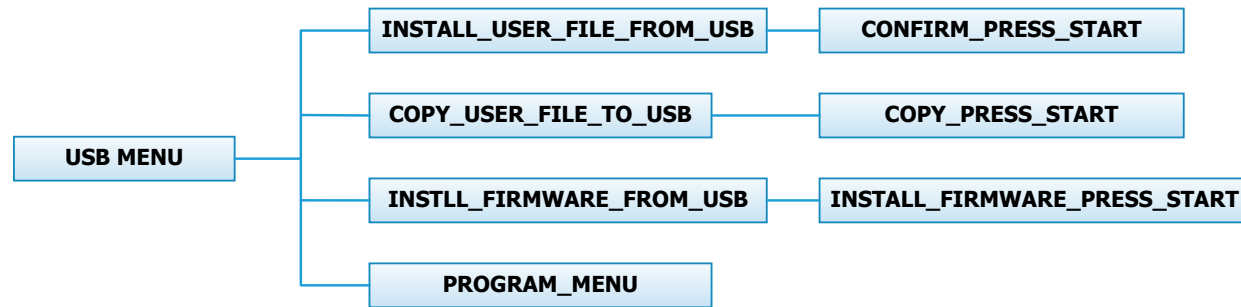 INSTALL_USER_FILE_FROM_USB
CONFIRM_PRESS_START
COPY_USER_FILE_TO_USB
COPY_PRESS_START
USB MENU
INSTLL_FIRMWARE_FROM_USB
INSTALL_FIRMWARE_PRESS_START
PROGRAM_MENU